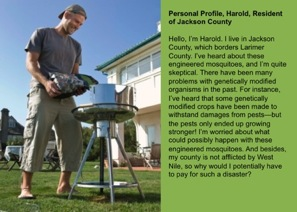 Personal Profile, Harold, Resident
of Jackson County
Hello, I'm Harold. I live in Jackson
County, which borders Larimer
County. I've heard about these
engineered mosquitoes, and I'm quite
skeptical. There have been many
problems with genetically modified
organisms in the past. For instance,
I've heard that some genetically
modified crops have been made to
withstand damages from pests—but
the pests only ended up growing
stronger! I'm worried about what
could possibly happen with these
engineered mosquitoes. And besides,
my county is not afflicted by West
Nile, so why would I potentially have
to pay for such a disaster?